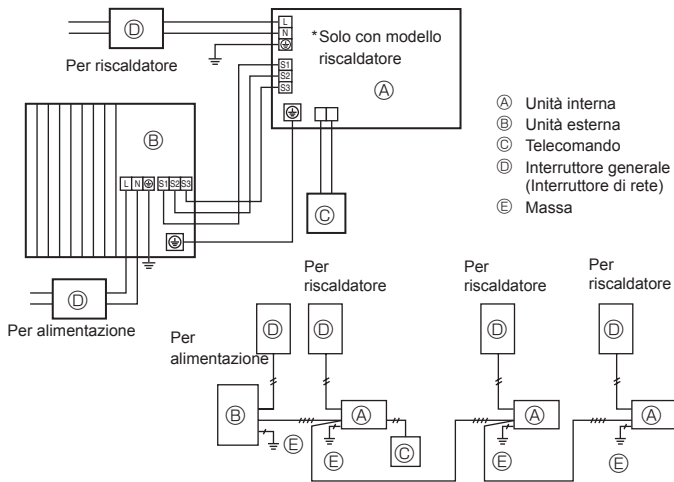 Ⓓ
Per riscaldatore
L
N
*Solo con modello
riscaldatore
S1
S2
S3
Ⓐ
Ⓑ
L N S1 S2 S3
Ⓒ
Ⓓ
Per alimentazione
Ⓐ Unità interna
Ⓑ Unità esterna
Ⓒ Telecomando
Ⓓ Interruttore generale
(Interruttore di rete)
Ⓔ Massa
Per
alimentazione
Per
riscaldatore
Per
riscaldatore
Per
riscaldatore
Ⓓ Ⓓ Ⓓ Ⓓ
Ⓑ Ⓐ Ⓐ Ⓐ
Ⓔ Ⓔ Ⓒ Ⓔ Ⓔ